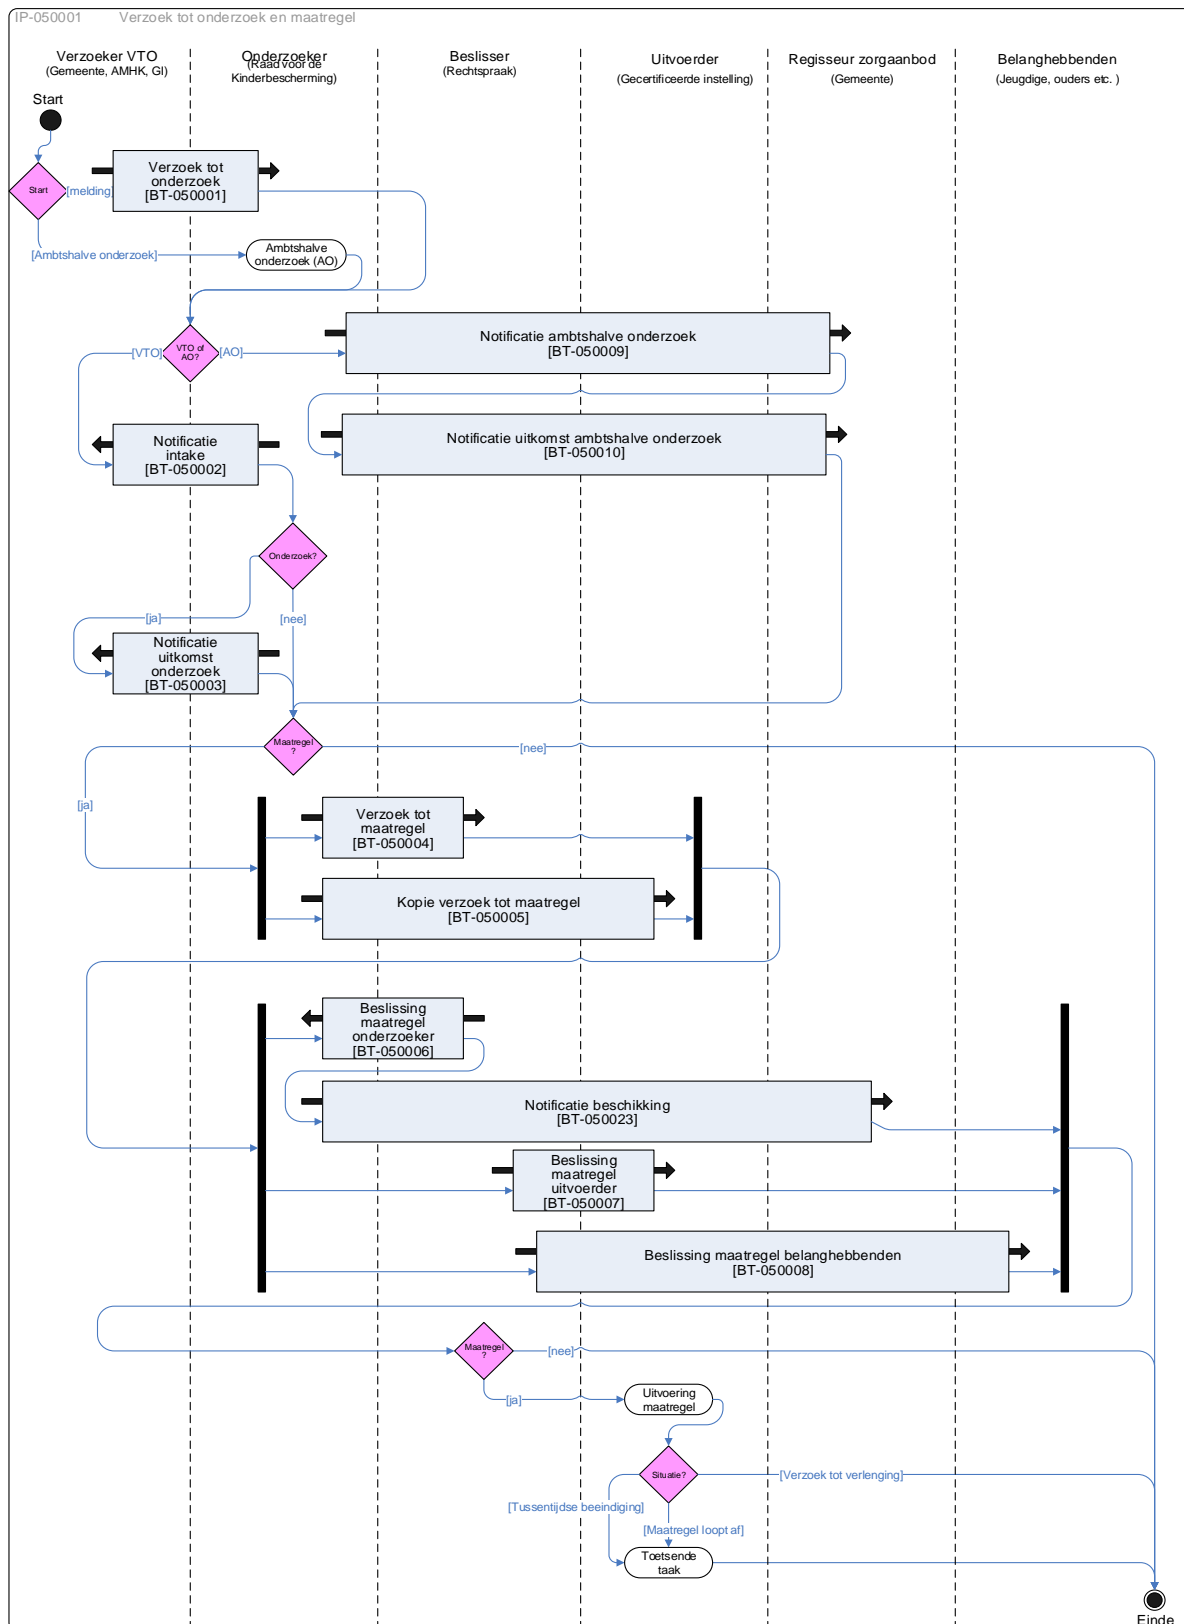 IP-050001 Verzoek tot onderzoek en maatregel
Verzoeker VTO
(Gemeente, AMHK, GI)
Onderzoeker
(Raad voor de
Kinderbescherming)
Beslisser
(Rechtspraak)
Uitvoerder
(Gecertificeerde instelling)
Regisseur zorgaanbod
(Gemeente)
Belanghebbenden
(Jeugdige, ouders etc. )
Start
Start
[melding]
Verzoek tot
onderzoek
[BT-050001]
[Ambtshalve onderzoek]
Ambtshalve
onderzoek (AO)
VTO of
AO?
[VTO]
[AO]
Notificatie ambtshalve onderzoek
[BT-050009]
Notificatie
intake
[BT-050002]
Notificatie uitkomst ambtshalve onderzoek
[BT-050010]
Onderzoek?
[ja]
[nee]
Notificatie
uitkomst
onderzoek
[BT-050003]
Maatregel
?
[nee]
[ja]
Verzoek tot
maatregel
[BT-050004]
Kopie verzoek tot maatregel
[BT-050005]
Beslissing
maatregel
onderzoeker
[BT-050006]
Notificatie beschikking
[BT-050023]
Beslissing
maatregel
uitvoerder
[BT-050007]
Beslissing maatregel belanghebbenden
[BT-050008]
Maatregel
?
[nee]
[ja]
Uitvoering
maatregel
Situatie?
[Verzoek tot verlenging]
[Tussentijdse beeindiging]
[Maatregel loopt af]
Toetsende
taak
Einde